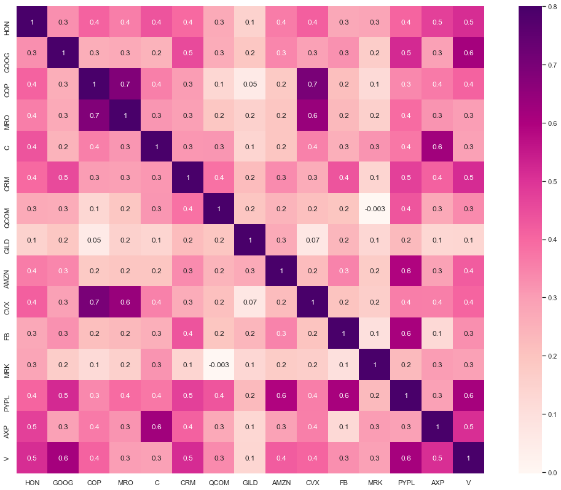 HON 1 0.3 0.4 0.4 0.4 0.4 0.3 0.1 0.4 0.4 0.3 0.3 0.4 0.5 0.5
GOOG 0.3 1 0.3 0.3 0.2 0.5 0.3 0.2 0.3 0.3 0.3 0.2 0.5 0.3 0.6
COP 0.4 0.3 1 0.7 0.4 0.3 0.1 0.05 0.2 0.7 0.2 0.2 0.3 0.4 0.4
MRO 0.4 0.3 0.7 1 0.3 0.3 0.2 0.2 0.2 0.6 0.2 0.2 0.4 0.3 0.3
C 0.4 0.2 0.4 0.3 1 0.3 0.3 0.1 0.2 0.4 0.3 0.3 0.4 0.6 0.4
CRM 0.4 0.5 0.3 0.3 0.3 1 0.4 0.2 0.3 0.3 0.4 0.1 0.5 0.4 0.5
QCOM 0.3 0.3 0.1 0.2 0.3 0.4 1 0.2 0.2 0.2 0.2 -0.003 0.4 0.3 0.3
GILD 0.1 0.2 0.05 0.2 0.1 0.2 0.2 1 0.3 0.07 0.1 0.1 0.1 0.1 0.1
AMZN 0.4 0.3 0.2 0.2 0.2 0.3 0.2 0.3 1 0.2 0.3 0.2 0.6 0.3 0.4
CVX 0.4 0.3 0.7 0.6 0.4 0.3 0.2 0.07 0.2 1 0.2 0.2 0.4 0.4 0.4
FB 0.3 0.3 0.2 0.2 0.3 0.4 0.2 0.1 0.3 0.2 1 0.1 0.6 0.1 0.3
MRK 0.3 0.2 0.2 0.2 0.3 0.1 -0.003 0.1 0.2 0.2 0.1 1 0.3 0.3 0.3
PYPL 0.4 0.5 0.3 0.4 0.4 0.5 0.4 0.1 0.6 0.4 0.6 0.3 1 0.3 0.6
AXP 0.5 0.3 0.4 0.3 0.6 0.4 0.3 0.1 0.3 0.4 0.1 0.3 0.3 1 0.5
V 0.5 0.6 0.4 0.3 0.4 0.5 0.3 0.1 0.4 0.4 0.3 0.3 0.6 0.5 1
HON GOOG COP MRO C CRM QCOM GILD AMZN CVX FB MRK PYPL AXP V
0.8
0.7
0.6
0.5
0.4
0.3
0.2
0.1
0.0